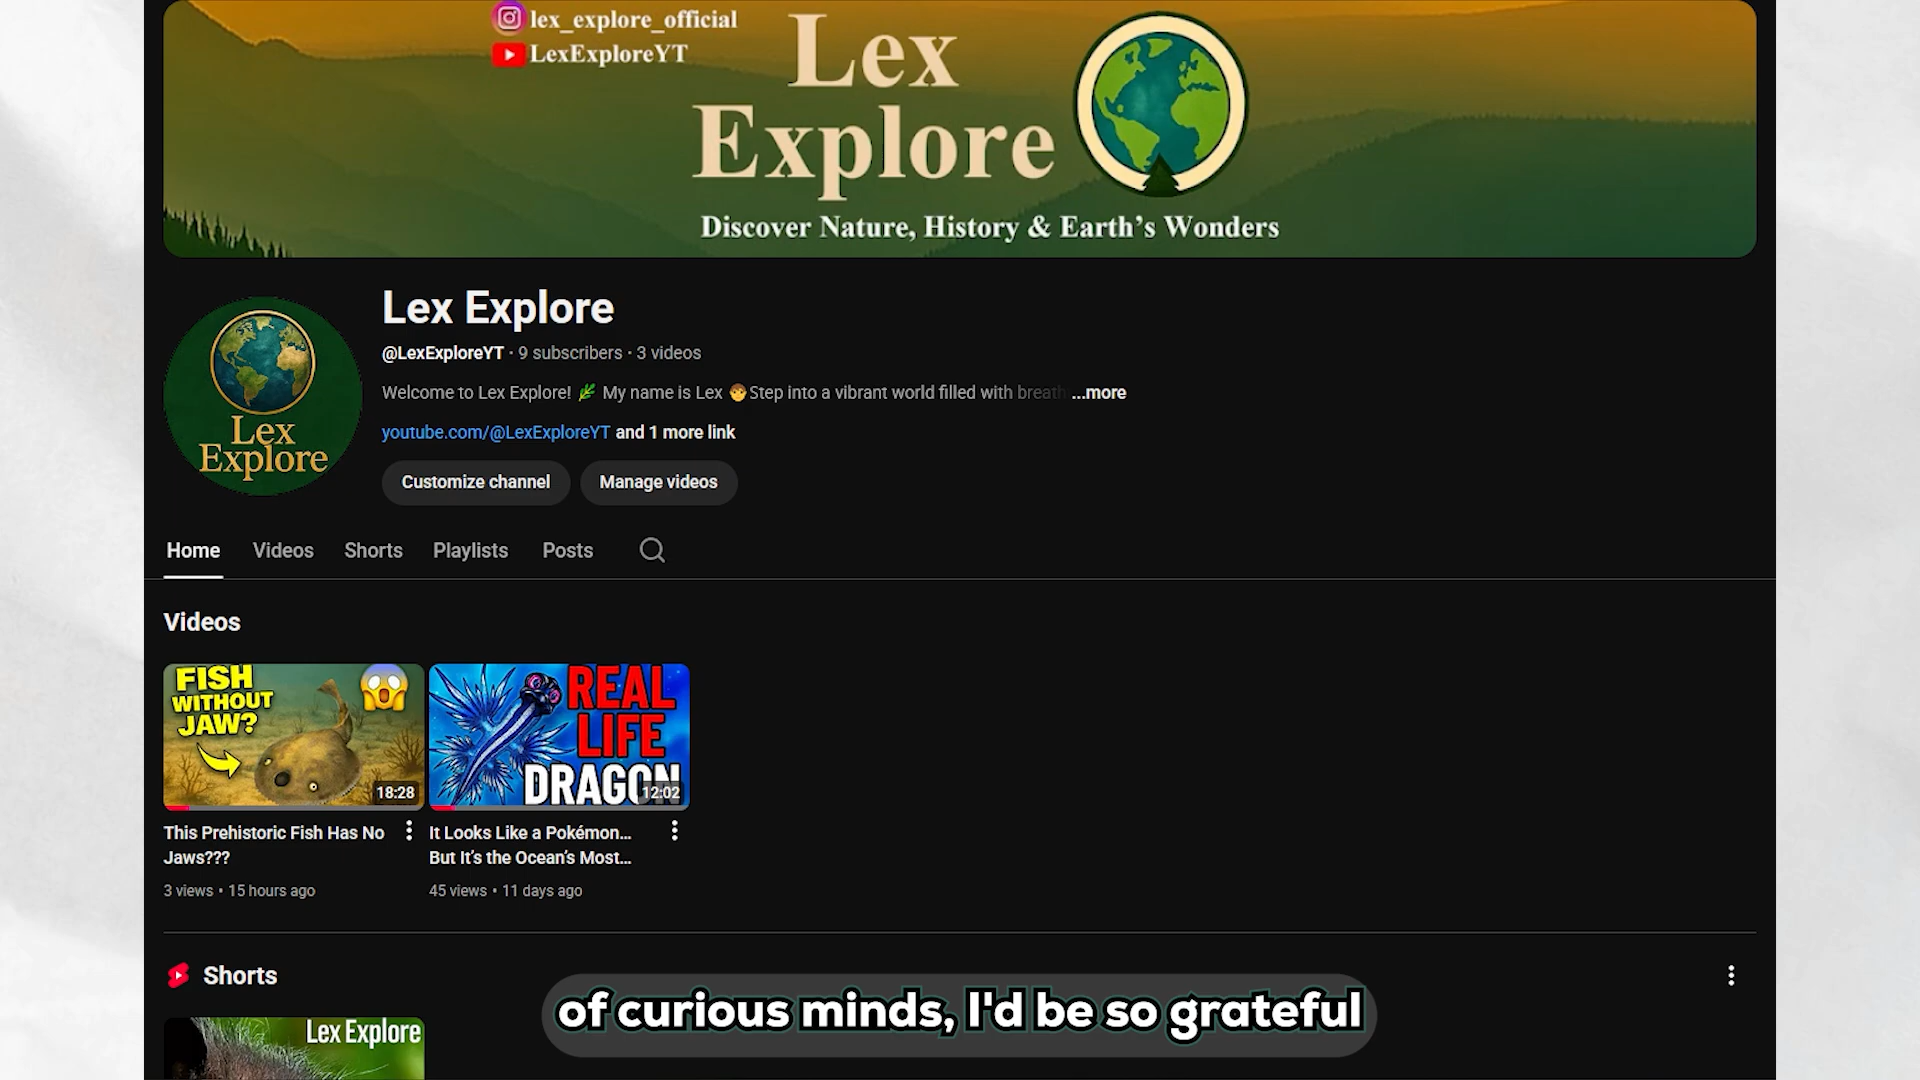 lex_explore_official
LexExploreYT
Lex
Explore
Discover Nature, History & Earth's Wonders
Lex
Explore
Lex Explore
@LexExploreYT · 9 subscribers · 3 videos
Welcome to Lex Explore! 🌿 My name is Lex 🧑Step into a vibrant world filled with breath ...more
youtube.com/@LexExploreYT and 1 more link
Customize channel Manage videos
Home Videos Shorts Playlists Posts
Videos
FISH
WITHOUT
JAW?
18:28
REAL
LIFE
DRAGON
12:02
This Prehistoric Fish Has No
Jaws???
3 views • 15 hours ago
It Looks Like a Pokémon...
But It's the Ocean's Most...
45 views • 11 days ago
Shorts
Lex Explore
of curious minds, I'd be so grateful